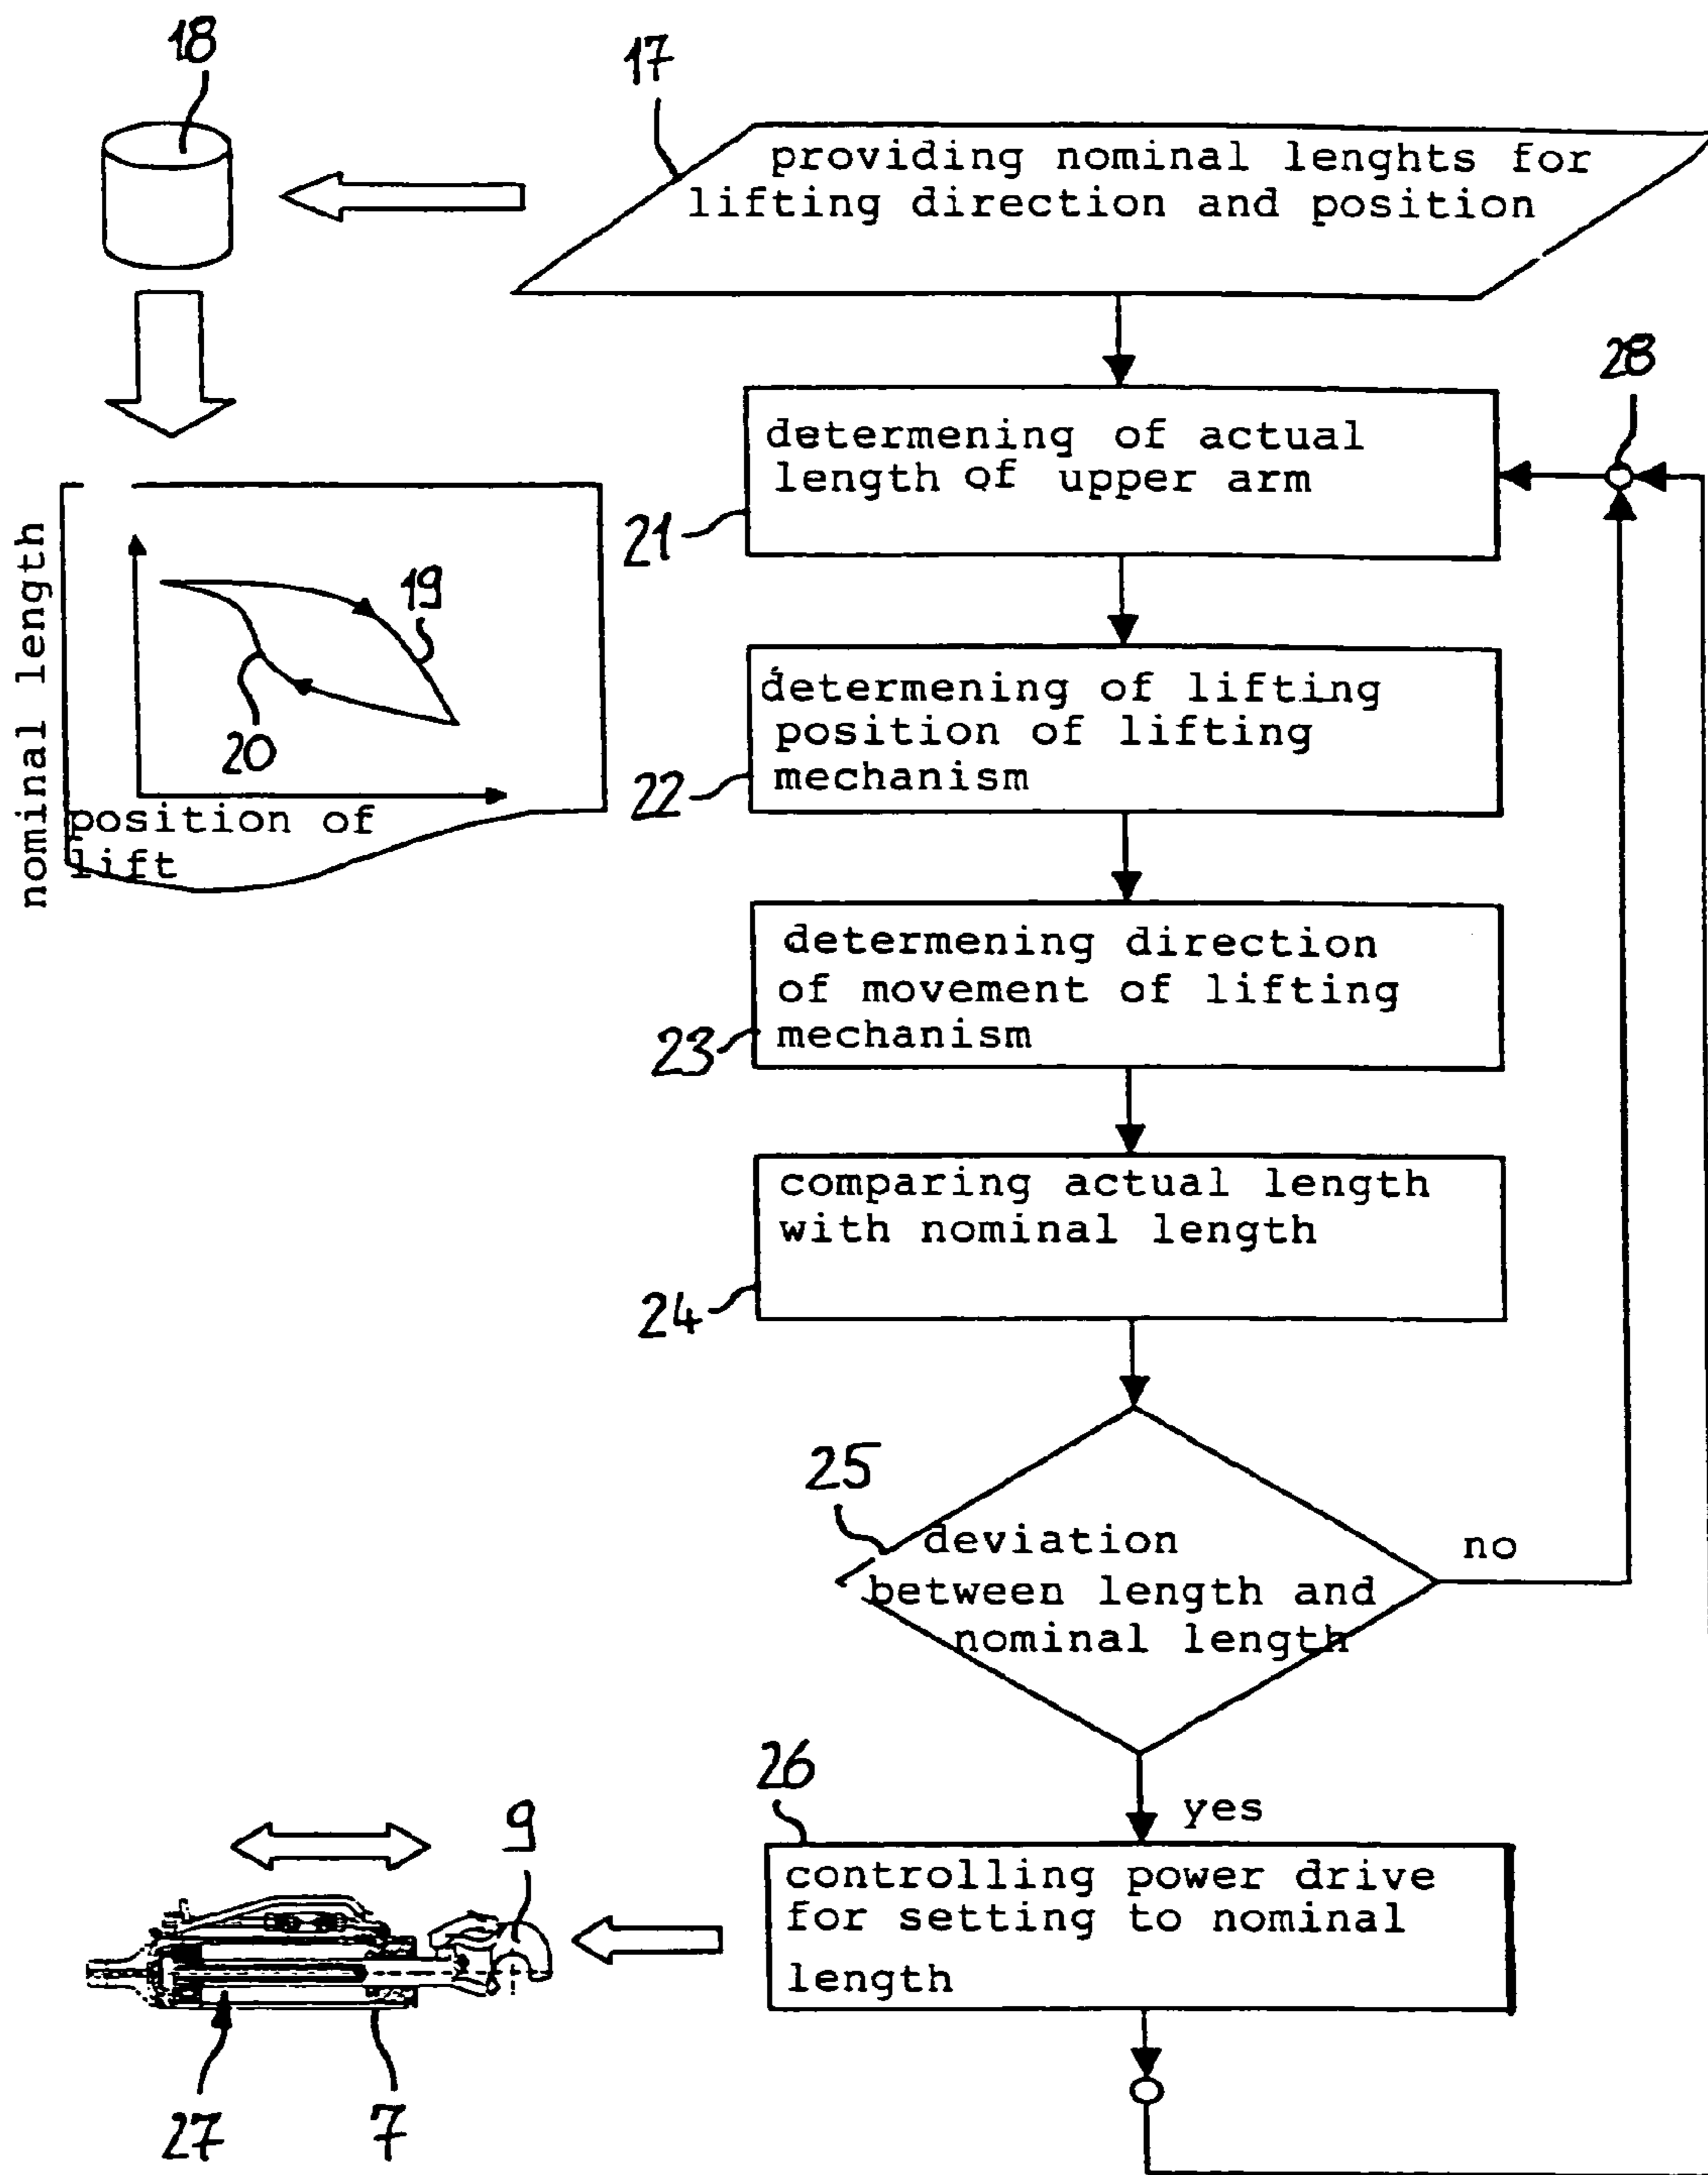 18
17
providing nominal lenghts for
lifting direction and position
28
determening of actual
length of upper arm
21
nominal length
19
20
position of
lift
determening of lifting
position of lifting
mechanism
22
determening direction
of movement of lifting
mechanism
23
comparing actual length
with nominal length
24
25
deviation
between length and
nominal length
no
yes
26
controlling power drive
for setting to nominal
length
9
27
7